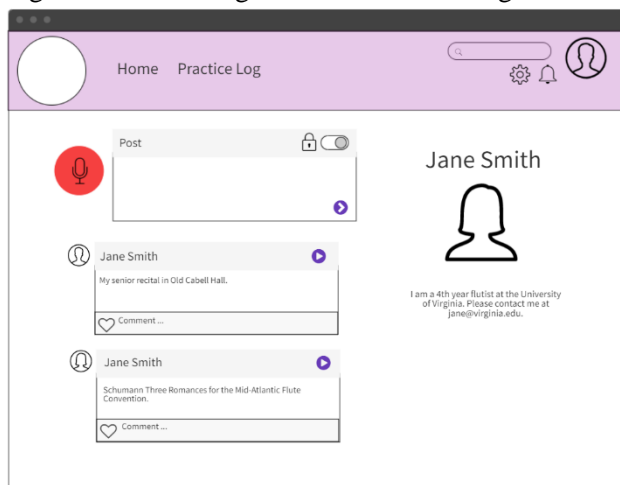 Home Practice Log
Post
Jane Smith
My senior recital in Old Cabell Hall.
Comment ...
Jane Smith
Schumann Three Romances for the Mid-Atlantic Flute
Convention.
Comment ...
Jane Smith
I am a 4th year flutist at the University
of Virginia. Please contact me at
jane@virginia.edu.